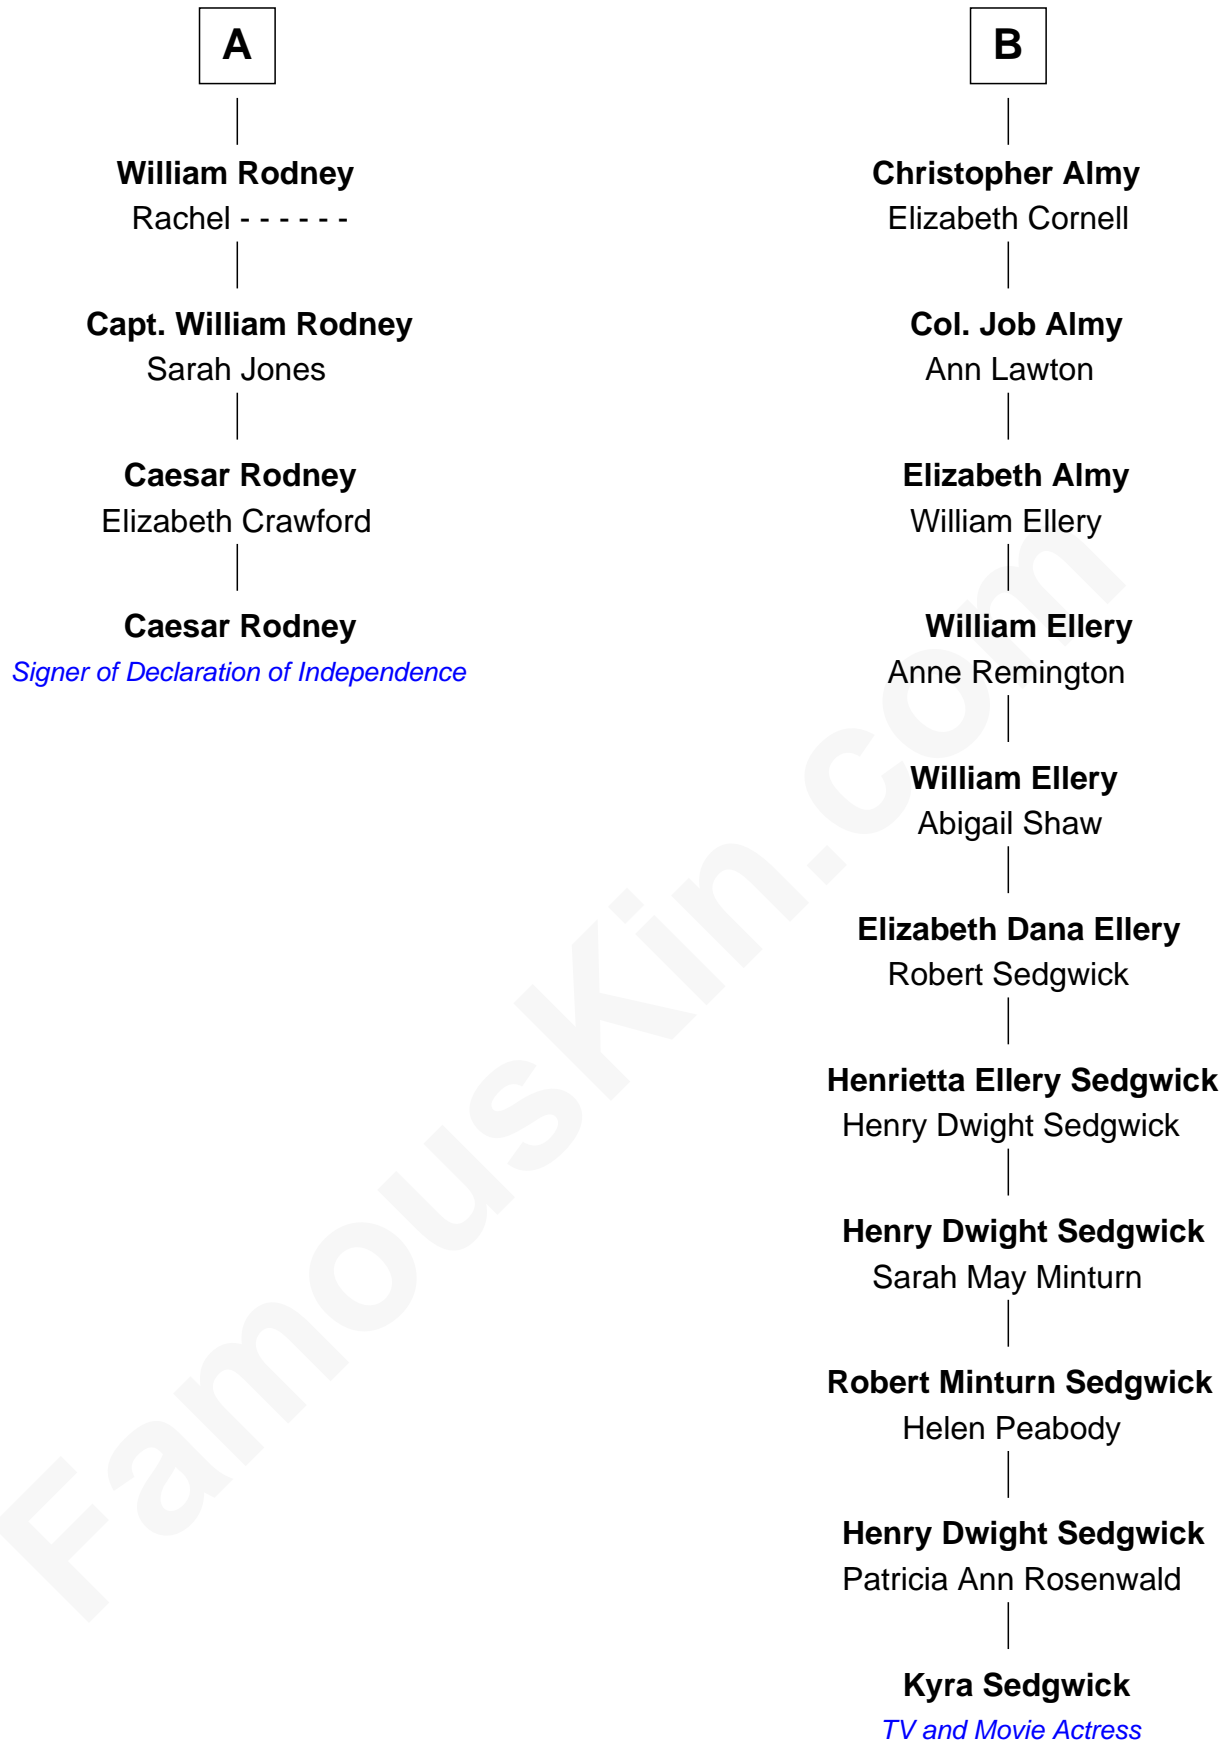 A
William Rodney
Rachel - - - - - -
Capt. William Rodney
Sarah Jones
Caesar Rodney
Elizabeth Crawford
Caesar Rodney
Signer of Declaration of Independence
B
Christopher Almy
Elizabeth Cornell
Col. Job Almy
Ann Lawton
Elizabeth Almy
William Ellery
William Ellery
Anne Remington
William Ellery
Abigail Shaw
Elizabeth Dana Ellery
Robert Sedgwick
Henrietta Ellery Sedgwick
Henry Dwight Sedgwick
Henry Dwight Sedgwick
Sarah May Minturn
Robert Minturn Sedgwick
Helen Peabody
Henry Dwight Sedgwick
Patricia Ann Rosenwald
Kyra Sedgwick
TV and Movie Actress
FamousKin.com